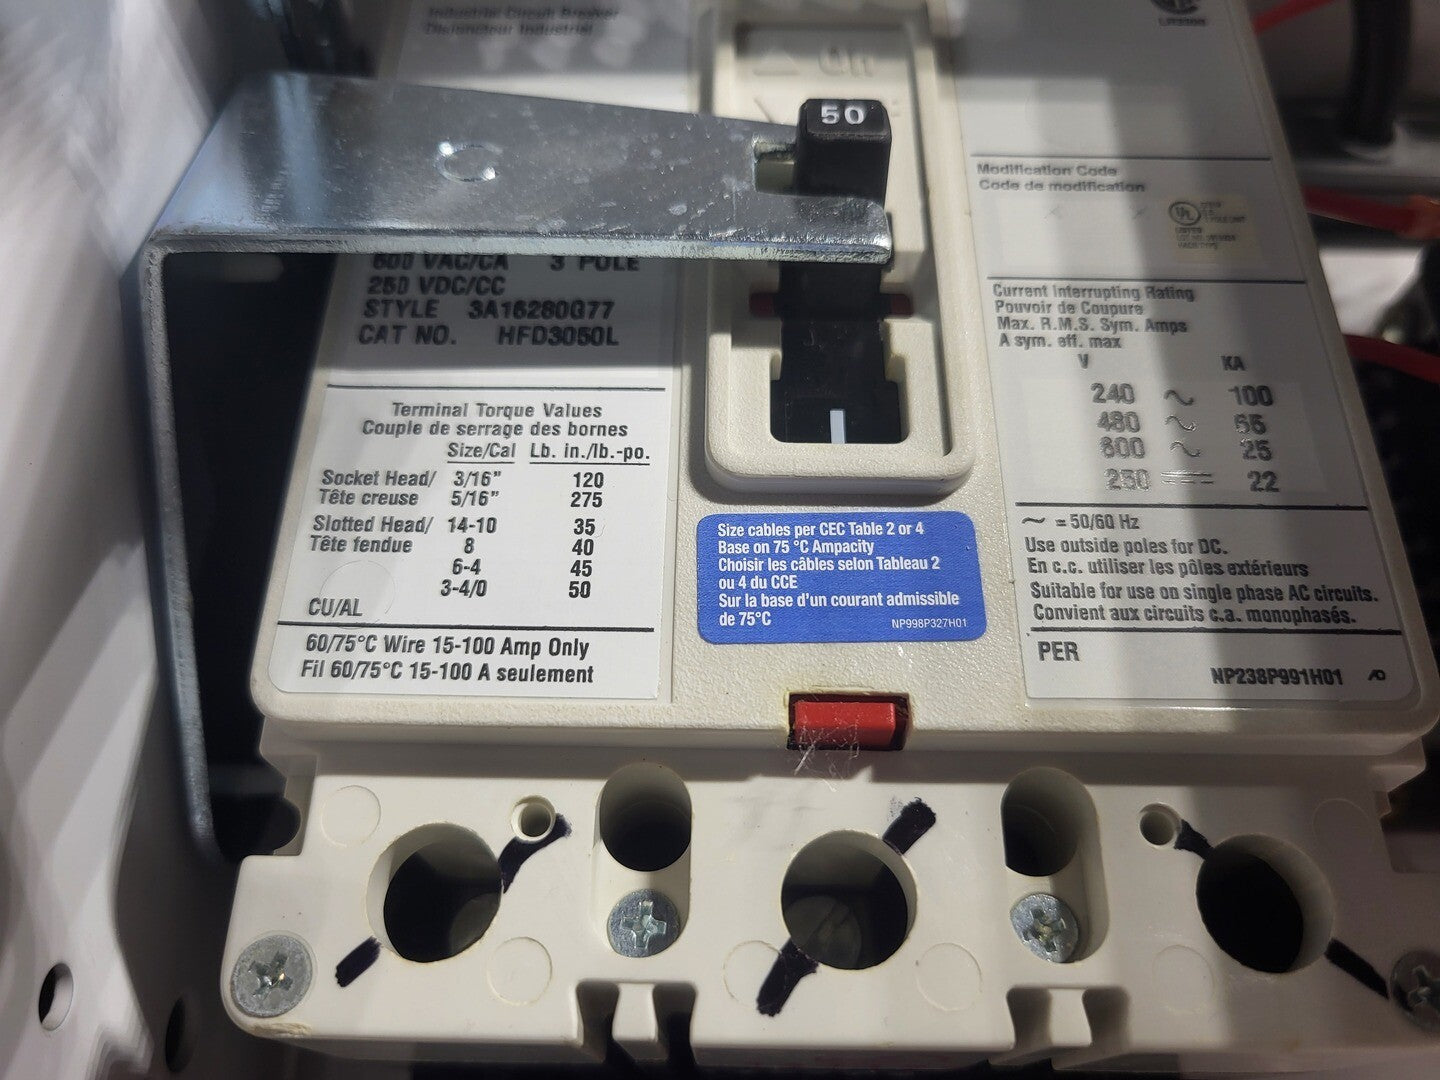 Industrial Circuit Breaker
Disjoncteur Industriel
On
50
600 VAC/CA 3 POLE
250 VDC/CC
STYLE 3A16280G77
CAT NO. HFD3050L
Terminal Torque Values
Couple de serrage des bornes
Size/Cal Lb. in./lb.-po.
Socket Head/ 3/16" 120
Tête creuse 5/16" 275
Slotted Head/ 14-10 35
Tête fendue 8 40
6-4 45
3-4/0 50
CU/AL
60/75°C Wire 15-100 Amp Only
Fil 60/75°C 15-100 A seulement
Size cables per CEC Table 2 or 4
Base on 75 °C Ampacity
Choisir les câbles selon Tableau 2
ou 4 du CCE
Sur la base d'un courant admissible
de 75°C
NP998P327H01
Modification Code
Code de modification
UL
LISTED
Current Interrupting Rating
Pouvoir de Coupure
Max. R.M.S. Sym. Amps
A sym. eff. max
V KA
240 ~ 100
480 ~ 65
600 ~ 25
250 22
~ = 50/60 Hz
Use outside poles for DC.
En c.c. utiliser les pôles extérieurs
Suitable for use on single phase AC circuits.
Convient aux circuits c.a. monophasés.
PER
NP238P991H01